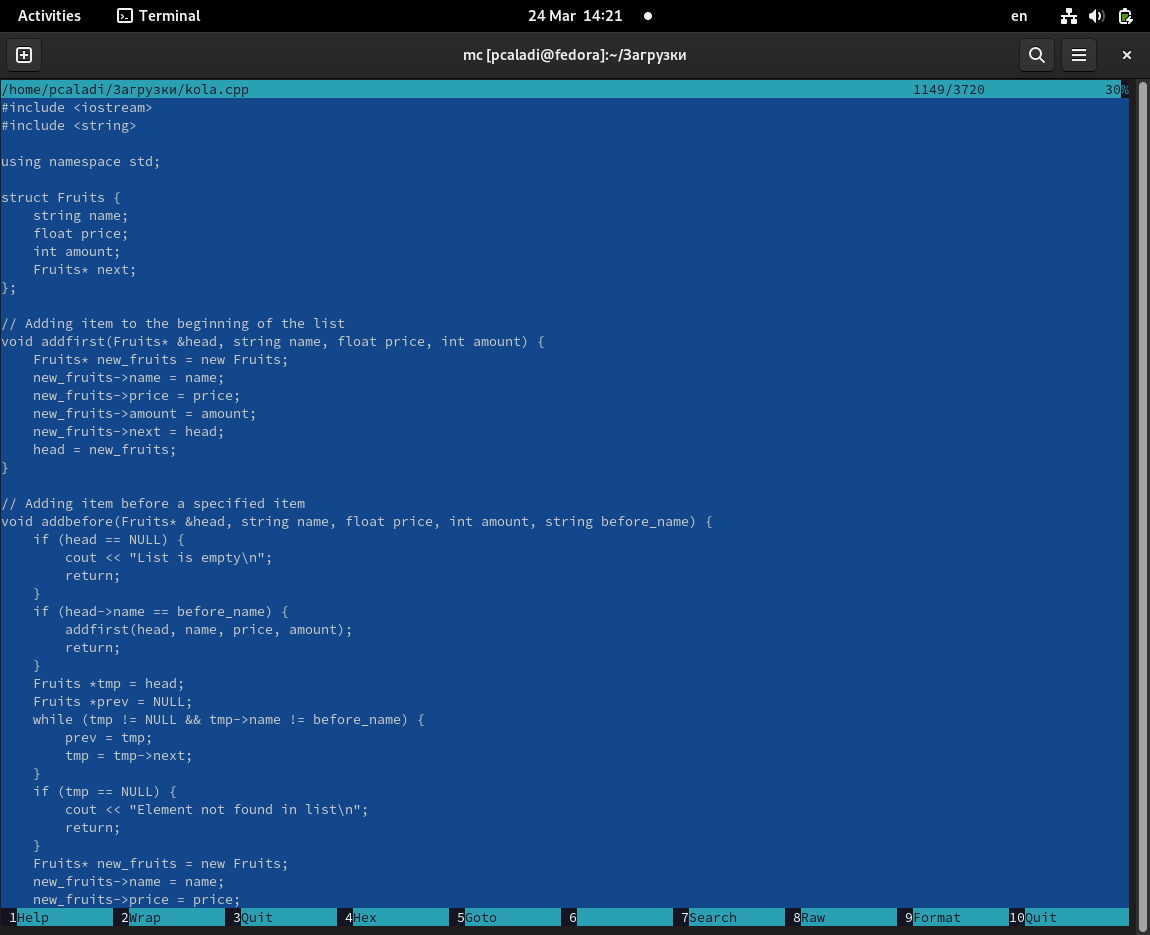 Activities Terminal 24 Mar 14:21 en
mc [pcaladi@fedora]:~/Загрузки
/home/pcaladi/Загрузки/kola.cpp 1149/3720 30%
#include <iostream>
#include <string>
using namespace std;
struct Fruits {
    string name;
    float price;
    int amount;
    Fruits* next;
};
// Adding item to the beginning of the list
void addfirst(Fruits* &head, string name, float price, int amount) {
    Fruits* new_fruits = new Fruits;
    new_fruits->name = name;
    new_fruits->price = price;
    new_fruits->amount = amount;
    new_fruits->next = head;
    head = new_fruits;
}
// Adding item before a specified item
void addbefore(Fruits* &head, string name, float price, int amount, string before_name) {
    if (head == NULL) {
        cout << "List is empty\n";
        return;
    }
    if (head->name == before_name) {
        addfirst(head, name, price, amount);
        return;
    }
    Fruits *tmp = head;
    Fruits *prev = NULL;
    while (tmp != NULL && tmp->name != before_name) {
        prev = tmp;
        tmp = tmp->next;
    }
    if (tmp == NULL) {
        cout << "Element not found in list\n";
        return;
    }
    Fruits* new_fruits = new Fruits;
    new_fruits->name = name;
    new_fruits->price = price;
1Help 2Wrap 3Quit 4Hex 5Goto 6 7Search 8Raw 9Format 10Quit